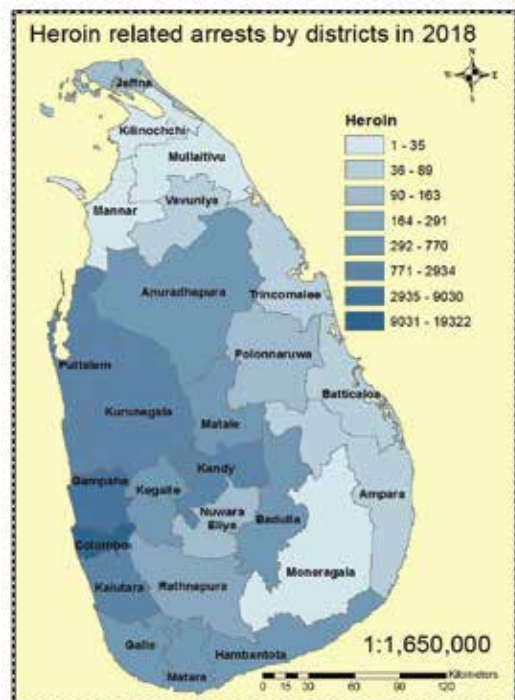 Heroin related arrests by districts in 2018
N
W
E
S
Heroin
1 - 35
36 - 89
90 - 163
164 - 291
292 - 770
771 - 2934
2935 - 9030
9031 - 19322
Jaffna
Kilinochchi
Mullaitivu
Vavuniya
Mannar
Anuradhapura
Trincomalee
Polonnaruwa
Puttalam
Batticaloa
Kurunegala
Matale
Kandy
Gampaha
Kegalle
Ampara
Nuwara
Eliya
Badulla
Colombo
Moneragala
Kalutara
Rathnapura
Galle
Hambantota
Matara
1:1,650,000
Kilometers
0 15 30 60 90 120